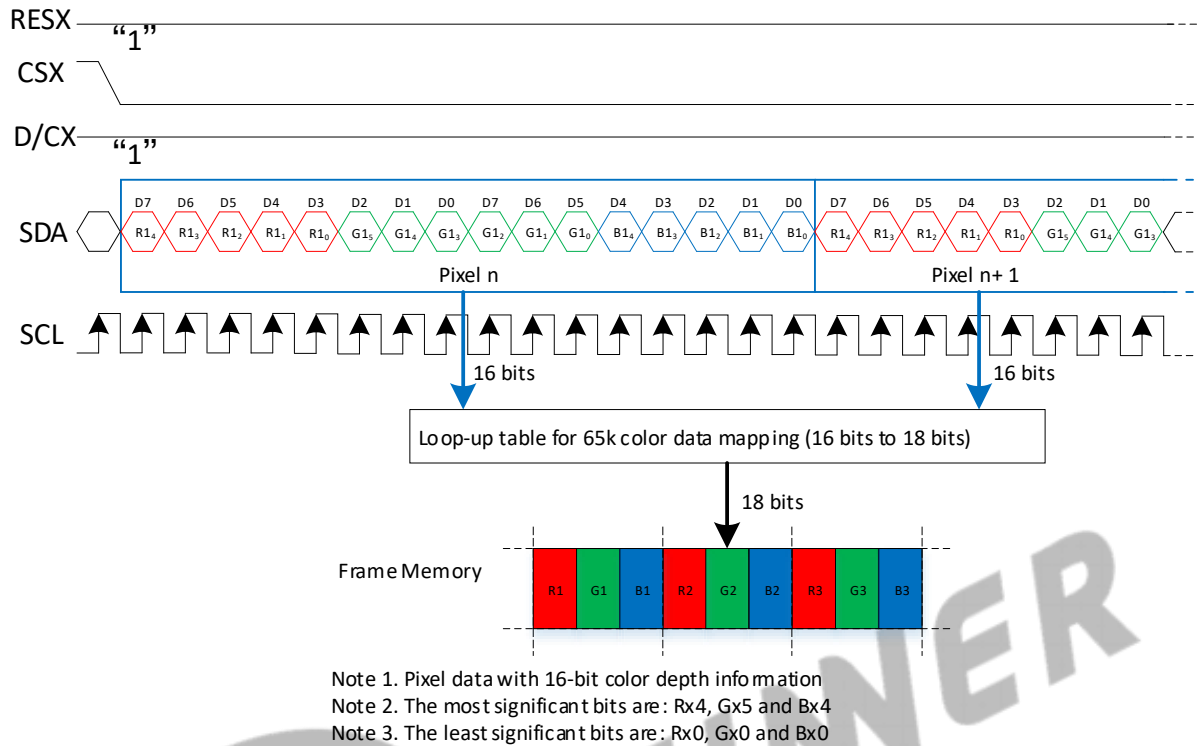 RESX "1"
CSX
D/CX "1"
D7 D6 D5 D4 D3 D2 D1 D0 D7 D6 D5 D4 D3 D2 D1 D0 D7 D6 D5 D4 D3 D2 D1 D0
SDA R1₄ R1₃ R1₂ R1₁ R1₀ G1₅ G1₄ G1₃ G1₂ G1₁ G1₀ B1₄ B1₃ B1₂ B1₁ B1₀ R1₄ R1₃ R1₂ R1₁ R1₀ G1₅ G1₄ G1₃
Pixel n Pixel n+ 1
SCL
16 bits 16 bits
Loop-up table for 65k color data mapping (16 bits to 18 bits)
18 bits
Frame Memory R1 G1 B1 R2 G2 B2 R3 G3 B3
Note 1. Pixel data with 16-bit color depth information
Note 2. The most significant bits are: Rx4, Gx5 and Bx4
Note 3. The least significant bits are: Rx0, Gx0 and Bx0